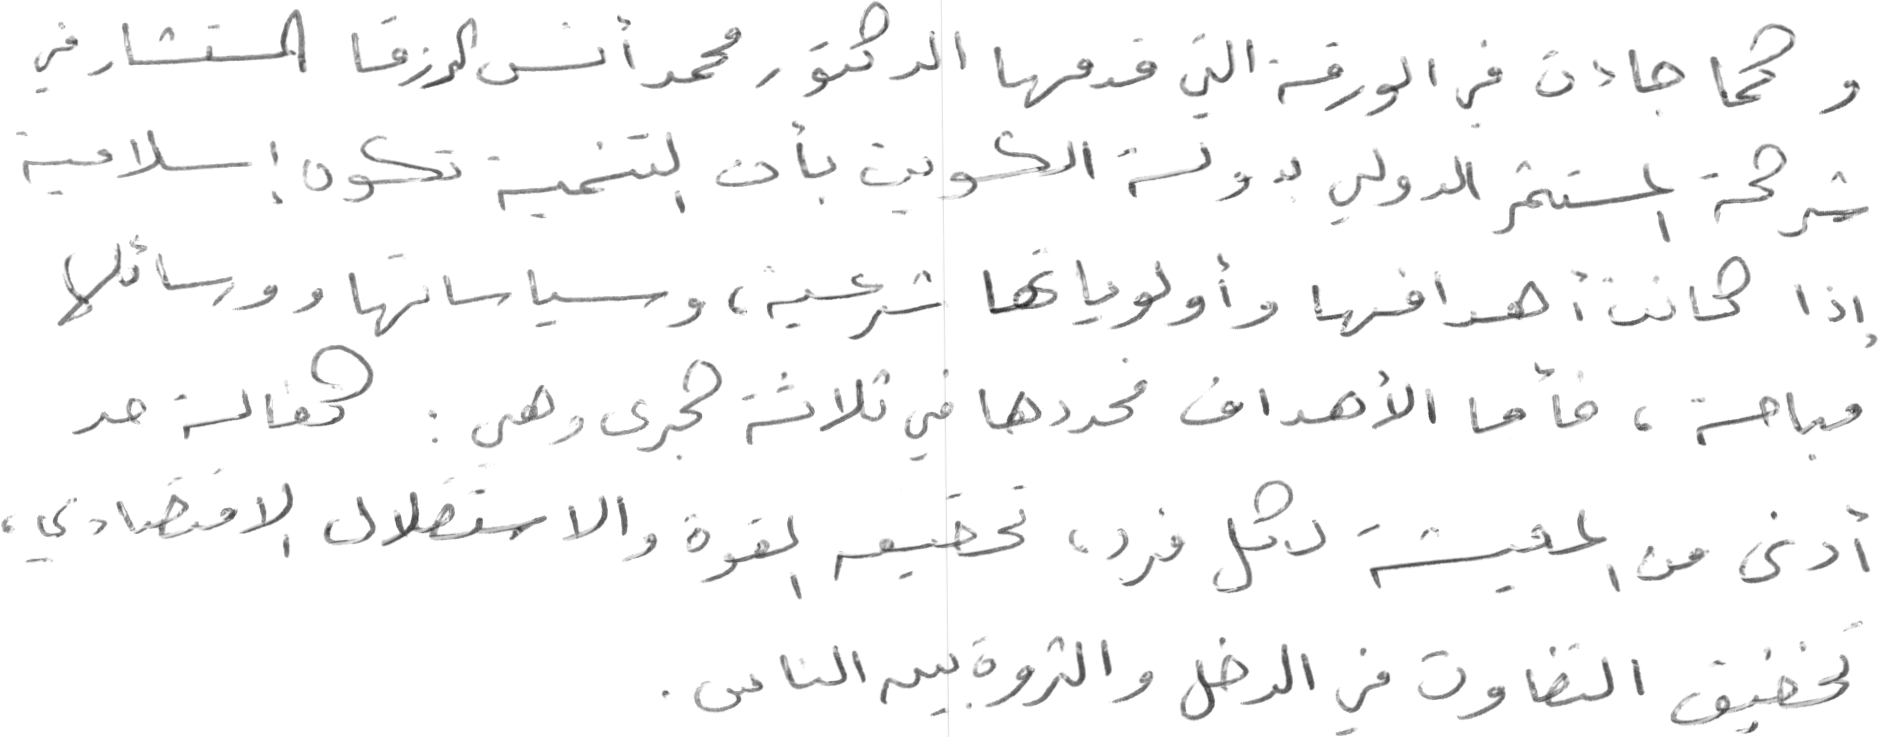 وكما جاءت في الورقة التي قدمها الدكتور محمد أنس الزرقا المستشار في
شركة المستثمر الدولي بدولة الكويت بأن التنمية تكون إسلامية
إذا كانت أهدافها وأولوياتها شرعية، وسياساتها ووسائلها
مباحة، فأما الأهداف فحددها في ثلاثة كبرى وهي: كفالة حد
أدنى من المعيشة لكل فرد، تحقيق القوة والاستقلال الاقتصادي،
تخفيف التفاوت في الدخل والثروة بين الناس.